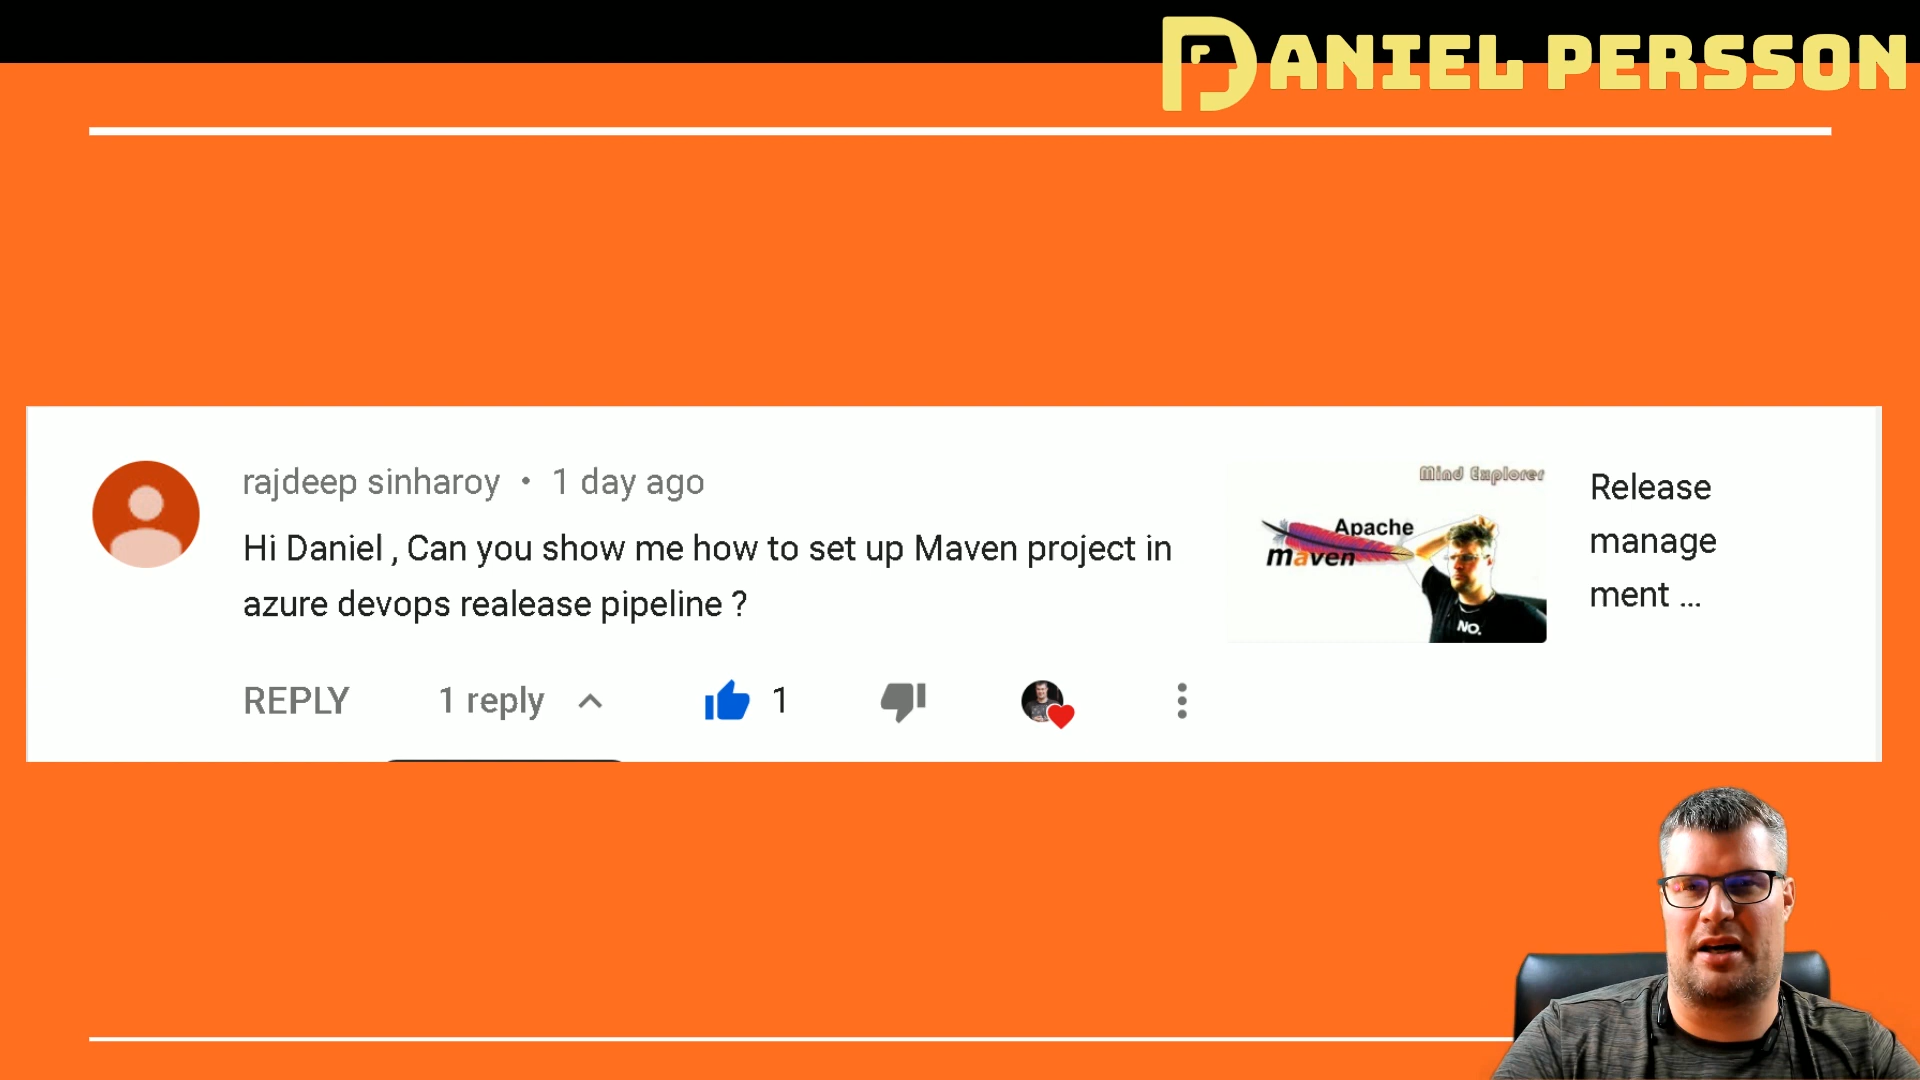 DANIEL PERSSON
rajdeep sinharoy • 1 day ago
Hi Daniel , Can you show me how to set up Maven project in
azure devops realease pipeline ?
REPLY 1 reply 1
Mind Explorer
Apache
maven
NO.
Release
manage
ment ...